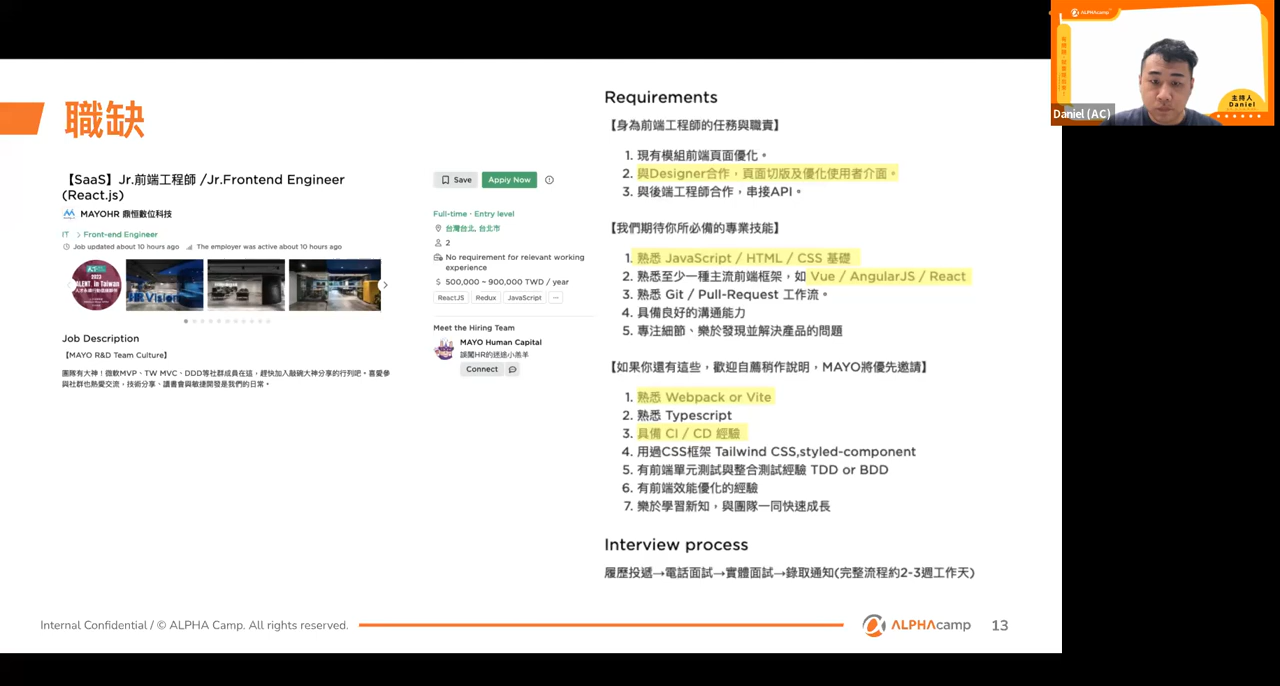 職缺
【SaaS】Jr.前端工程師 /Jr.Frontend Engineer
(React.js)
MAYOHR 鼎恒數位科技
IT > Front-end Engineer
Job updated about 10 hours ago
The employer was active about 10 hours ago
2023
TALENT, in Taiwan
HR Vision
Job Description
【MAYO R&D Team Culture】
團隊有大神！微軟MVP、TW MVC、DDD等社群成員在這，趕快加入敲碗大神分享的行列吧。喜愛參
與社群也熱愛交流，技術分享、讀書會與敏捷開發是我們的日常。
Save
Apply Now
Full-time · Entry level
台灣台北, 台北市
2
No requirement for relevant working
experience
$ 500,000 ~ 900,000 TWD / year
ReactJS
Redux
JavaScript
Meet the Hiring Team
MAYO Human Capital
誤闖HR的迷途小羔羊
Connect
Requirements
【身為前端工程師的任務與職責】
1. 現有模組前端頁面優化。
2. 與Designer合作，頁面切版及優化使用者介面。
3. 與後端工程師合作，串接API。
【我們期待你所必備的專業技能】
1. 熟悉 JavaScript / HTML / CSS 基礎
2. 熟悉至少一種主流前端框架，如 Vue / AngularJS / React
3. 熟悉 Git / Pull-Request 工作流。
4. 具備良好的溝通能力
5. 專注細節、樂於發現並解決產品的問題
【如果你還有這些，歡迎自薦稍作說明，MAYO將優先邀請】
1. 熟悉 Webpack or Vite
2. 熟悉 Typescript
3. 具備 CI / CD 經驗
4. 用過CSS框架 Tailwind CSS,styled-component
5. 有前端單元測試與整合測試經驗 TDD or BDD
6. 有前端效能優化的經驗
7. 樂於學習新知，與團隊一同快速成長
Interview process
履歷投遞→電話面試→實體面試→錄取通知(完整流程約2-3週工作天)
Internal Confidential / © ALPHA Camp. All rights reserved.
ALPHAcamp
13
ALPHAcamp
主持人
Daniel
Daniel (AC)